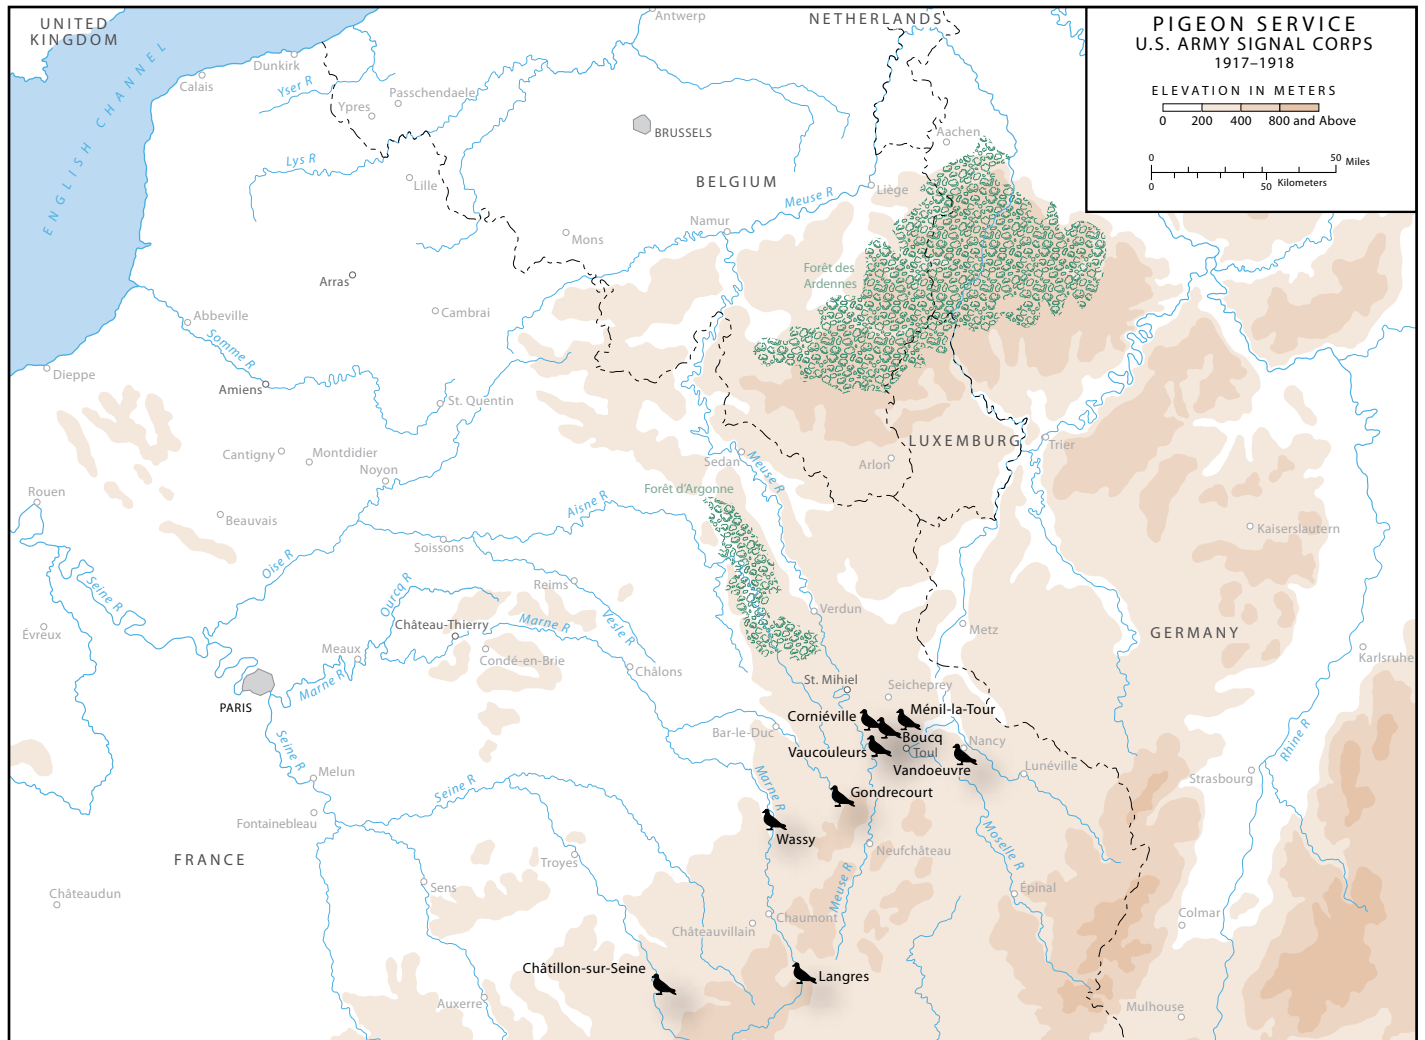 PIGEON SERVICE
U.S. ARMY SIGNAL CORPS
1917–1918
ELEVATION IN METERS
0 200 400 800 and Above
0 50 Miles
0 50 Kilometers
UNITED
KINGDOM
ENGLISH CHANNEL
NETHERLANDS
Antwerp
Dunkirk
Calais
Yser R
Passchendaele
Ypres
BRUSSELS
Aachen
Lys R
Lille
BELGIUM
Meuse R
Liège
Namur
Mons
Arras
Forêt des
Ardennes
Abbeville
Cambrai
Somme R
Dieppe
Amiens
St. Quentin
LUXEMBURG
Trier
Cantigny
Montdidier
Noyon
Sedan
Meuse R
Arlon
Rouen
Forêt d'Argonne
Aisne R
Beauvais
Kaiserslautern
Soissons
Oise R
Seine R
Reims
Ourcq R
Vesle R
Verdun
Château-Thierry
Marne R
Évreux
Metz
GERMANY
Meaux
Condé-en-Brie
Châlons
Karlsruhe
Marne R
St. Mihiel
Seicheprey
PARIS
Corniéville
Ménil-la-Tour
Bar-le-Duc
Boucq
Nancy
Vaucouleurs
Toul
Seine R
Rhine R
Melun
Vandoeuvre
Lunéville
Strasbourg
Marne R
Seine R
Gondrecourt
Fontainebleau
Wassy
Moselle R
FRANCE
Troyes
Neufchâteau
Châteaudun
Sens
Meuse R
Épinal
Chaumont
Colmar
Châteauvillain
Châtillon-sur-Seine
Langres
Auxerre
Mulhouse